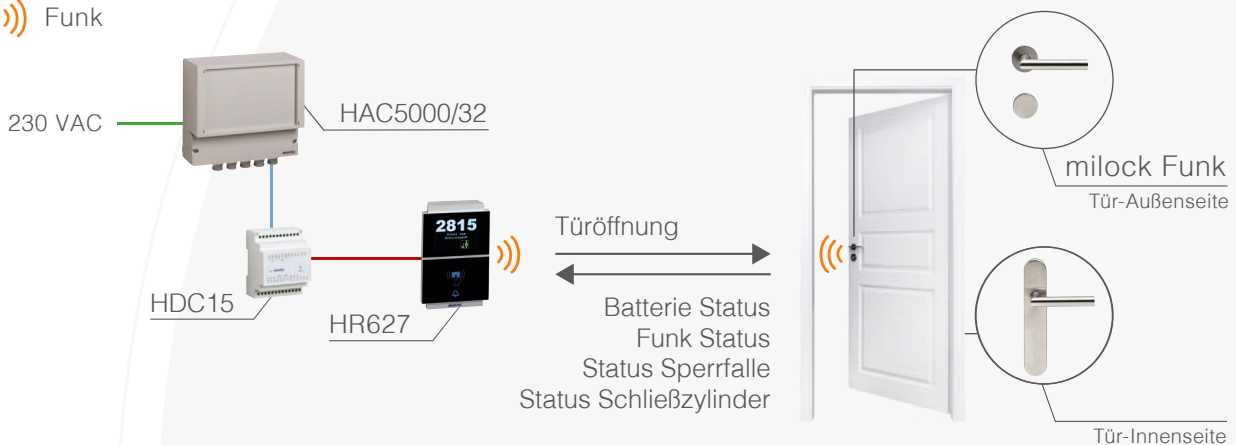 Funk
230 VAC
HAC5000/32
HDC15
2815
HR627
Türöffnung
Batterie Status
Funk Status
Status Sperrfalle
Status Schließzylinder
milock Funk
Tür-Außenseite
Tür-Innenseite